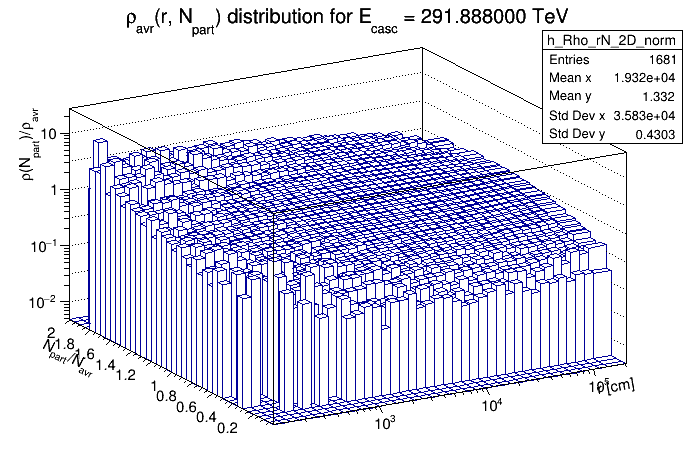 ρavr(r, Npart) distribution for Ecasc = 291.888000 TeV
h_Rho_rN_2D_norm
Entries 1681
Mean x 1.932e+04
Mean y 1.332
Std Dev x 3.583e+04
Std Dev y 0.4303
ρ(Npart)/ρavr
10
1
10−1
10−2
2
1.8
1.6
1.4
1.2
1
0.8
0.6
0.4
0.2
Npart/Navr
103
104
105
[cm]